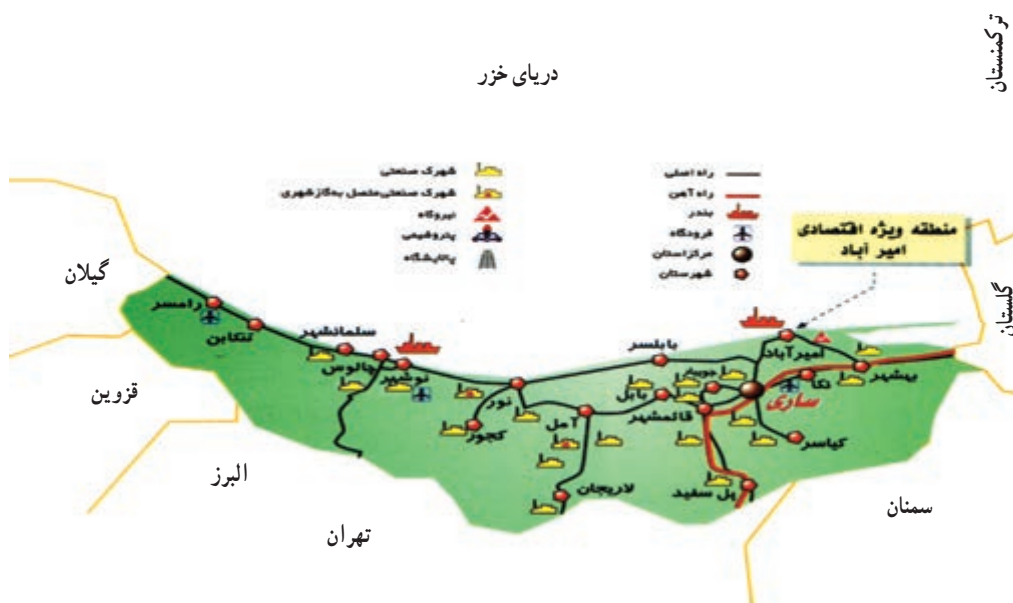 ترکمنستان
دریای خزر
راه اصلی
راه آهن
بندر
فرودگاه
مرکز استان
شهرستان
شهرک صنعتی
شهرک صنعتی متصل به گاز شهری
نیروگاه
پتروشیمی
پالایشگاه
منطقه ویژه اقتصادی
امیر آباد
گیلان
گلستان
رامسر
تنکابن
سلمانشهر
چالوس
نوشهر
نور
کجور
آمل
لاریجان
بابلسر
بابل
جویبار
قائمشهر
ساری
نکا
امیرآباد
بهشهر
کیاسر
پل سفید
قزوین
البرز
تهران
سمنان